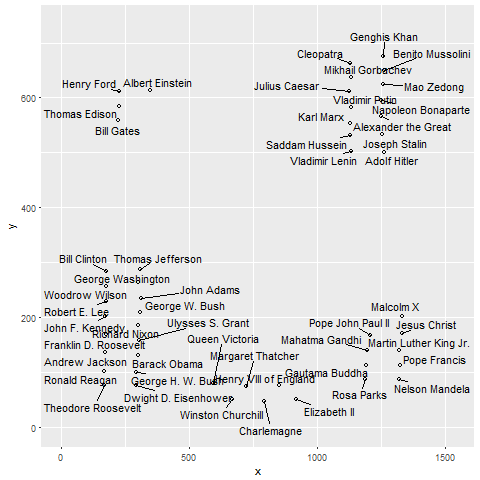 Genghis Khan
Cleopatra
Benito Mussolini
Mikhail Gorbachev
Henry Ford
Albert Einstein
Julius Caesar
Mao Zedong
600
Vladimir Putin
Thomas Edison
Napoleon Bonaparte
Karl Marx
Alexander the Great
Bill Gates
Saddam Hussein
Joseph Stalin
Vladimir Lenin
Adolf Hitler
400
y
Bill Clinton
Thomas Jefferson
George Washington
Woodrow Wilson
John Adams
Robert E. Lee
George W. Bush
Malcolm X
200
John F. Kennedy
Ulysses S. Grant
Pope John Paul II
Jesus Christ
Richard Nixon
Queen Victoria
Mahatma Gandhi
Martin Luther King Jr.
Franklin D. Roosevelt
Margaret Thatcher
Andrew Jackson
Barack Obama
Pope Francis
Ronald Reagan
George H. W. Bush
Henry VIII of England
Gautama Buddha
Nelson Mandela
Dwight D. Eisenhower
Rosa Parks
Theodore Roosevelt
Winston Churchill
Elizabeth II
0
Charlemagne
0
500
1000
1500
x